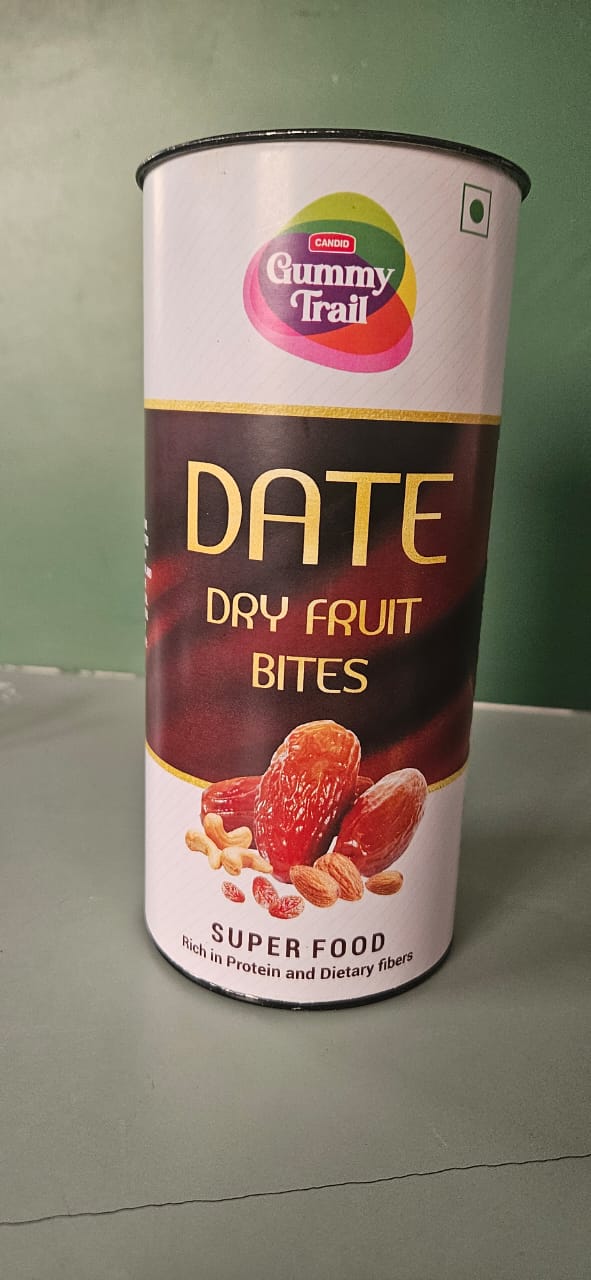 CANDID
Gummy
Trail
DATE
DRY FRUIT
BITES
SUPER FOOD
Rich in Protein and Dietary fibers